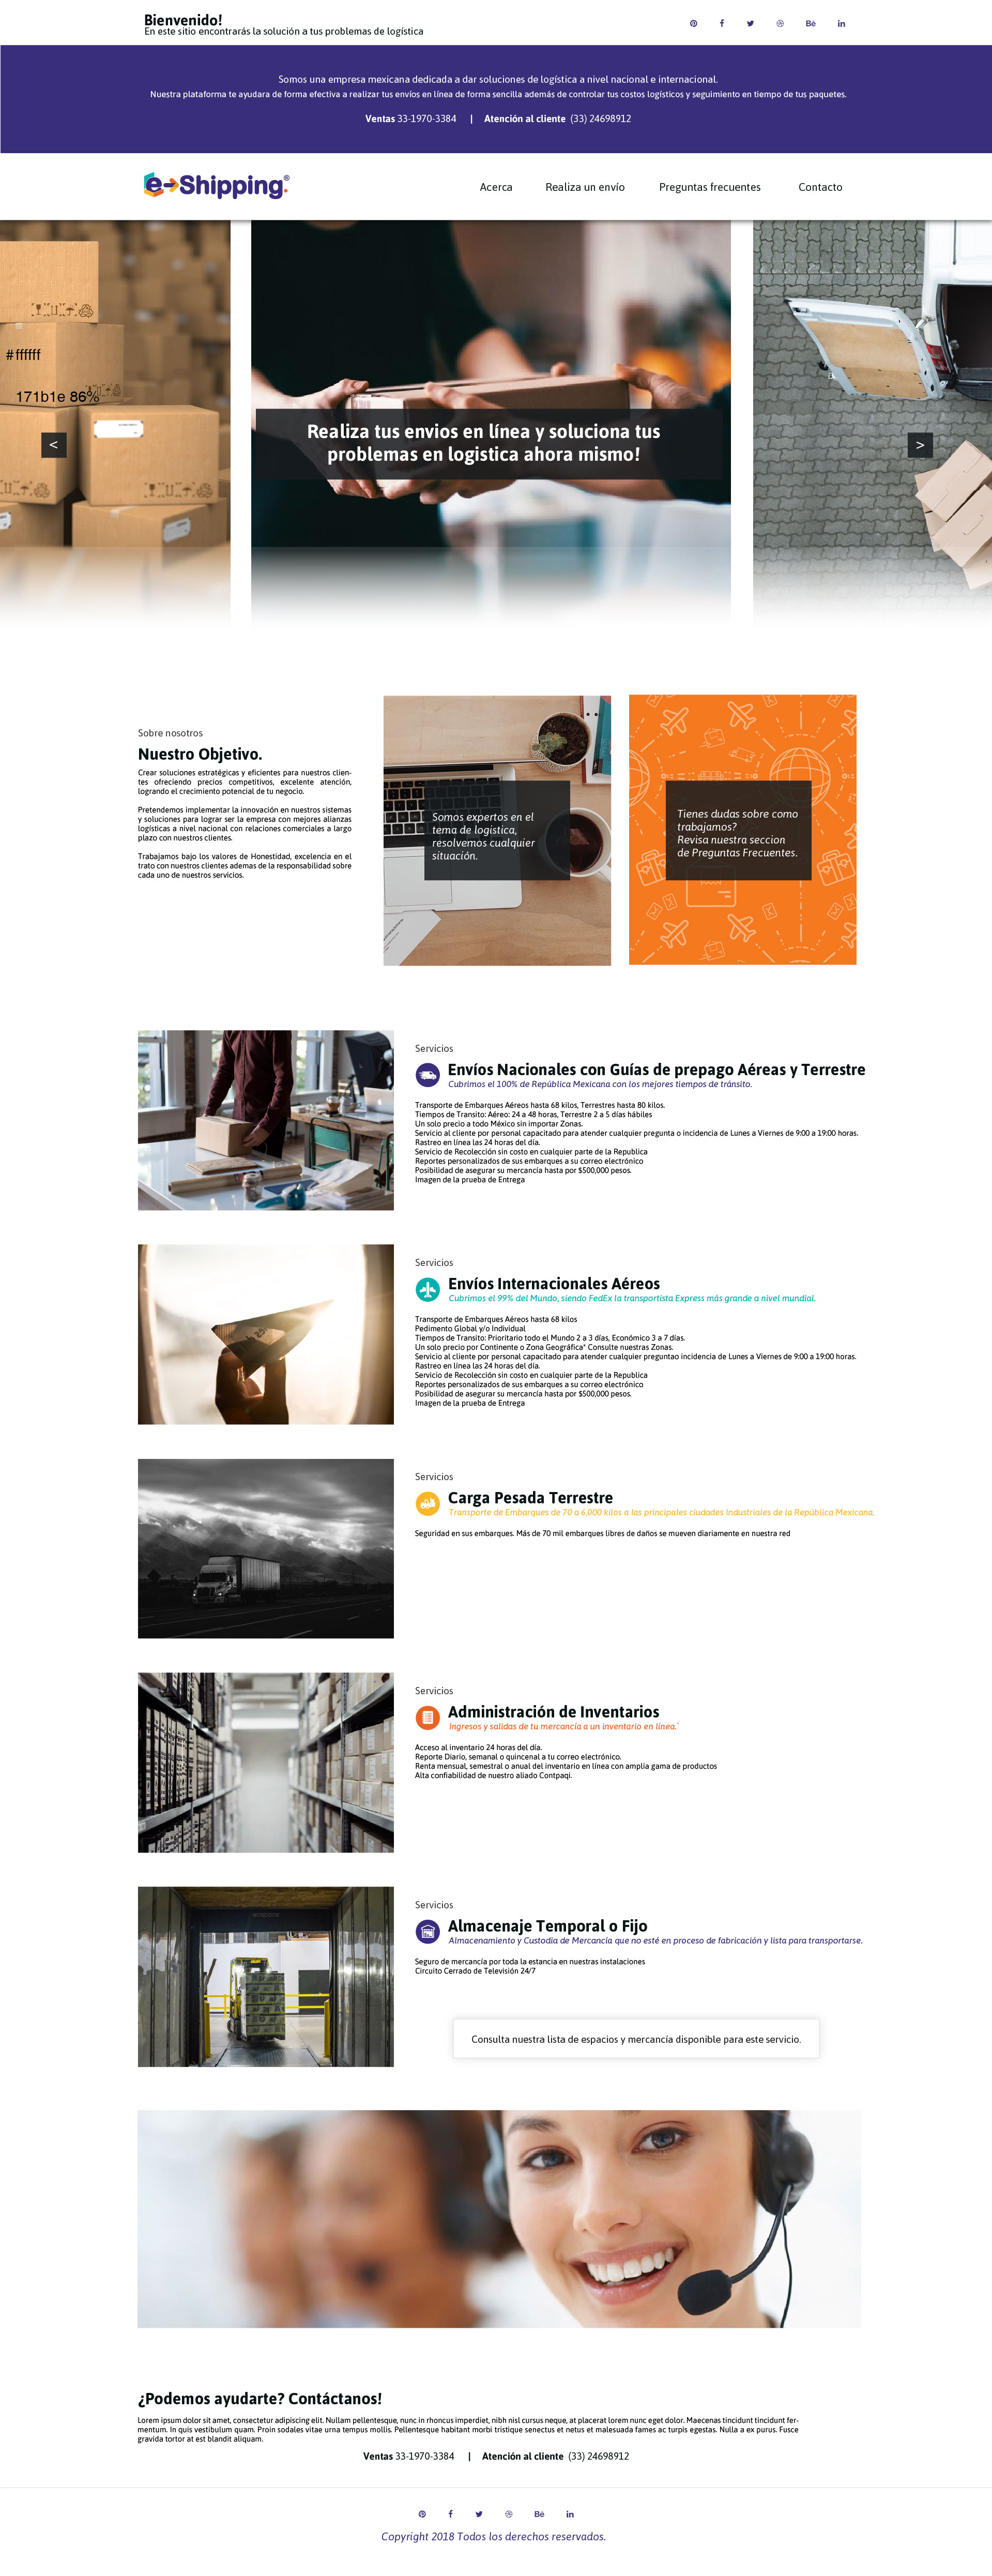 Bienvenido!
En este sitio encontrarás la solución a tus problemas de logística
Bē
Somos una empresa mexicana dedicada a dar soluciones de logística a nivel nacional e internacional.
Nuestra plataforma te ayudara de forma efectiva a realizar tus envíos en línea de forma sencilla además de controlar tus costos logísticos y seguimiento en tiempo de tus paquetes.
Ventas 33-1970-3384 | Atención al cliente (33) 24698912
e-Shipping®
Acerca Realiza un envío Preguntas frecuentes Contacto
#ffffff
171b1e 86%
< >
Realiza tus envios en línea y soluciona tus
problemas en logistica ahora mismo!
Sobre nosotros
Nuestro Objetivo.
Crear soluciones estratégicas y eficientes para nuestros clien-
tes ofreciendo precios competitivos, excelente atención,
logrando el crecimiento potencial de tu negocio.
Pretendemos implementar la innovación en nuestros sistemas
y soluciones para lograr ser la empresa con mejores alianzas
logísticas a nivel nacional con relaciones comerciales a largo
plazo con nuestros clientes.
Trabajamos bajo los valores de Honestidad, excelencia en el
trato con nuestros clientes ademas de la responsabilidad sobre
cada uno de nuestros servicios.
Somos expertos en el
tema de logistica,
resolvemos cualquier
situación.
Tienes dudas sobre como
trabajamos?
Revisa nuestra seccion
de Preguntas Frecuentes.
Servicios
Envíos Nacionales con Guías de prepago Aéreas y Terrestre
Cubrimos el 100% de República Mexicana con los mejores tiempos de tránsito.
Transporte de Embarques Aéreos hasta 68 kilos, Terrestres hasta 80 kilos.
Tiempos de Transito: Aéreo: 24 a 48 horas, Terrestre 2 a 5 días hábiles
Un solo precio a todo México sin importar Zonas.
Servicio al cliente por personal capacitado para atender cualquier pregunta o incidencia de Lunes a Viernes de 9:00 a 19:00 horas.
Rastreo en línea las 24 horas del día.
Servicio de Recolección sin costo en cualquier parte de la Republica
Reportes personalizados de sus embarques a su correo electrónico
Posibilidad de asegurar su mercancía hasta por $500,000 pesos.
Imagen de la prueba de Entrega
Servicios
Envíos Internacionales Aéreos
Cubrimos el 99% del Mundo, siendo FedEx la transportista Express más grande a nivel mundial.
Transporte de Embarques Aéreos hasta 68 kilos
Pedimento Global y/o Individual
Tiempos de Transito: Prioritario todo el Mundo 2 a 3 días, Económico 3 a 7 días.
Un solo precio por Continente o Zona Geográfica* Consulte nuestras Zonas.
Servicio al cliente por personal capacitado para atender cualquier preguntao incidencia de Lunes a Viernes de 9:00 a 19:00 horas.
Rastreo en línea las 24 horas del día.
Servicio de Recolección sin costo en cualquier parte de la Republica
Reportes personalizados de sus embarques a su correo electrónico
Posibilidad de asegurar su mercancía hasta por $500,000 pesos.
Imagen de la prueba de Entrega
Servicios
Carga Pesada Terrestre
Transporte de Embarques de 70 a 6,000 kilos a las principales ciudades Industriales de la República Mexicana.
Seguridad en sus embarques. Más de 70 mil embarques libres de daños se mueven diariamente en nuestra red
Servicios
Administración de Inventarios
Ingresos y salidas de tu mercancía a un inventario en línea.`
Acceso al inventario 24 horas del día.
Reporte Diario, semanal o quincenal a tu correo electrónico.
Renta mensual, semestral o anual del inventario en línea con amplia gama de productos
Alta confiabilidad de nuestro aliado Contpaqi.
Servicios
Almacenaje Temporal o Fijo
Almacenamiento y Custodia de Mercancía que no esté en proceso de fabricación y lista para transportarse.
Seguro de mercancía por toda la estancia en nuestras instalaciones
Circuito Cerrado de Televisión 24/7
Consulta nuestra lista de espacios y mercancía disponible para este servicio.
¿Podemos ayudarte? Contáctanos!
Lorem ipsum dolor sit amet, consectetur adipiscing elit. Nullam pellentesque, nunc in rhoncus imperdiet, nibh nisl cursus neque, at placerat lorem nunc eget dolor. Maecenas tincidunt tincidunt fer-
mentum. In quis vestibulum quam. Proin sodales vitae urna tempus mollis. Pellentesque habitant morbi tristique senectus et netus et malesuada fames ac turpis egestas. Nulla a ex purus. Fusce
gravida tortor at est blandit aliquam.
Ventas 33-1970-3384 | Atención al cliente (33) 24698912
Bē
Copyright 2018 Todos los derechos reservados.